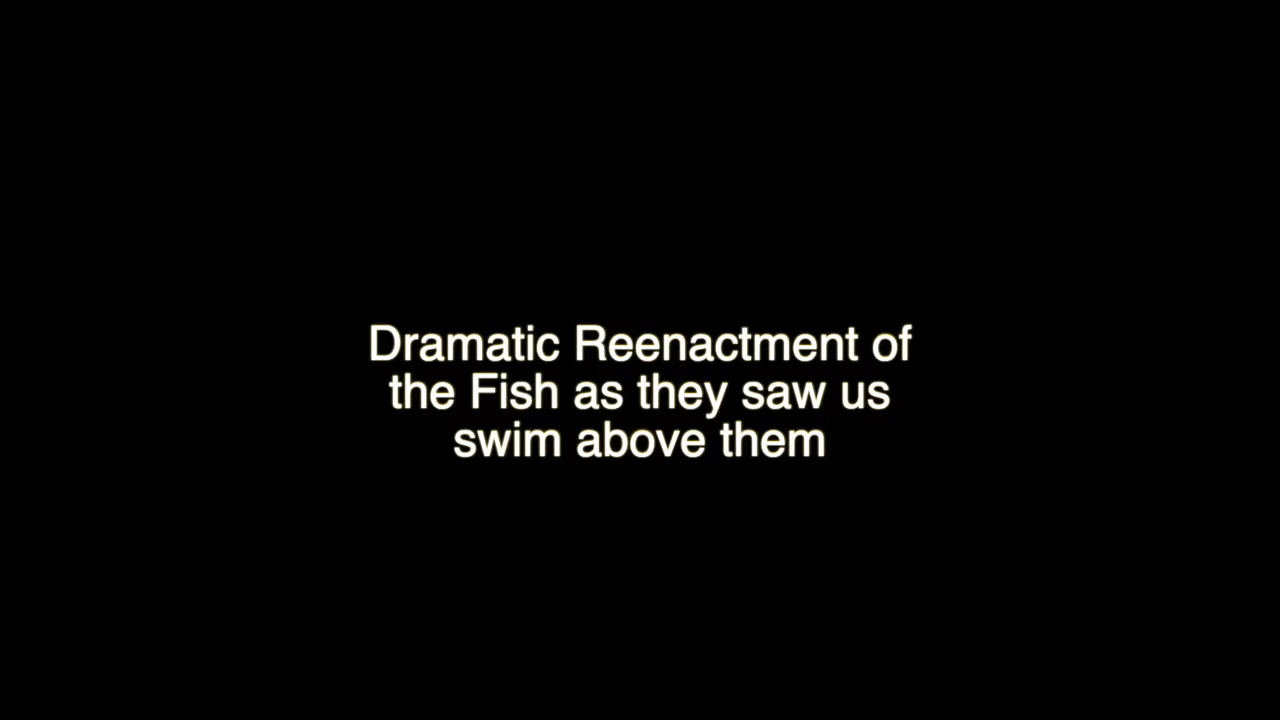 Dramatic Reenactment of
the Fish as they saw us
swim above them